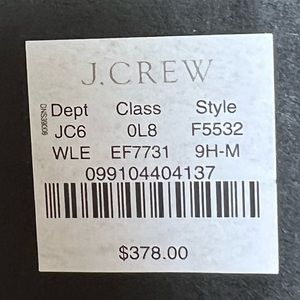 J.CREW
Dept Class Style
JC6 0L8 F5532
WLE EF7731 9H-M
099104404137
$378.00